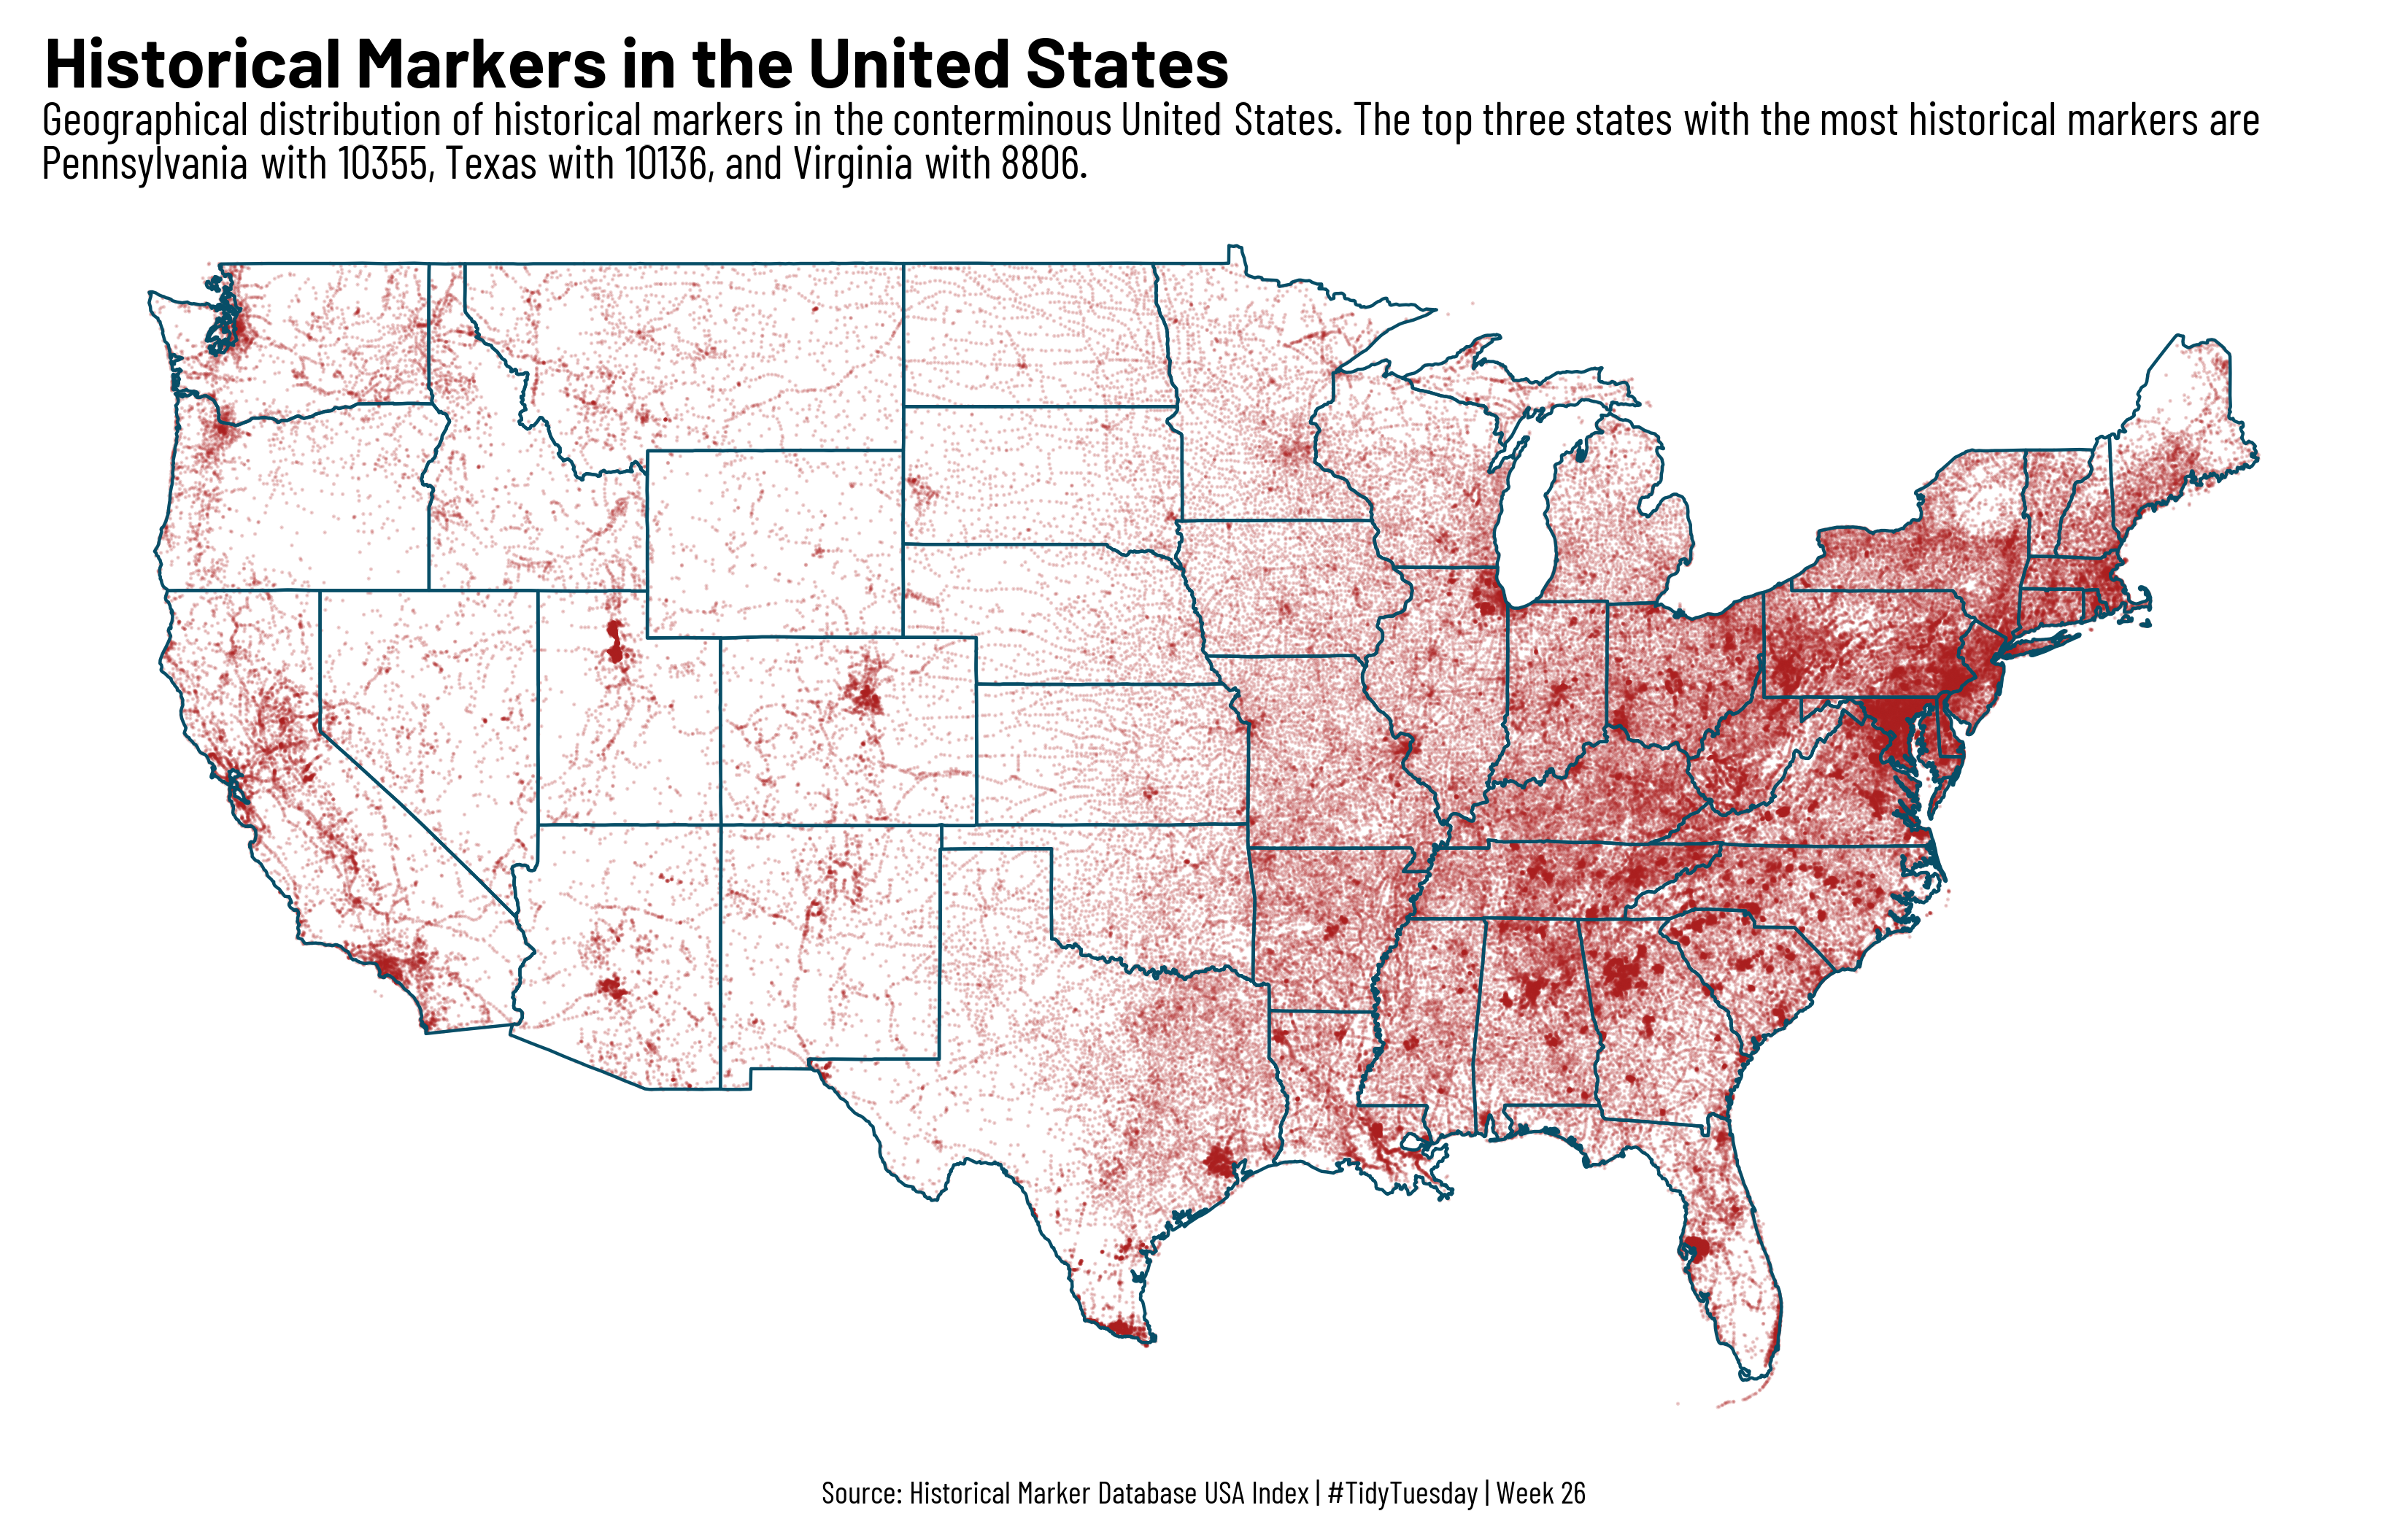 Historical Markers in the United States
Geographical distribution of historical markers in the conterminous United States. The top three states with the most historical markers are
Pennsylvania with 10355, Texas with 10136, and Virginia with 8806.
Source: Historical Marker Database USA Index | #TidyTuesday | Week 26